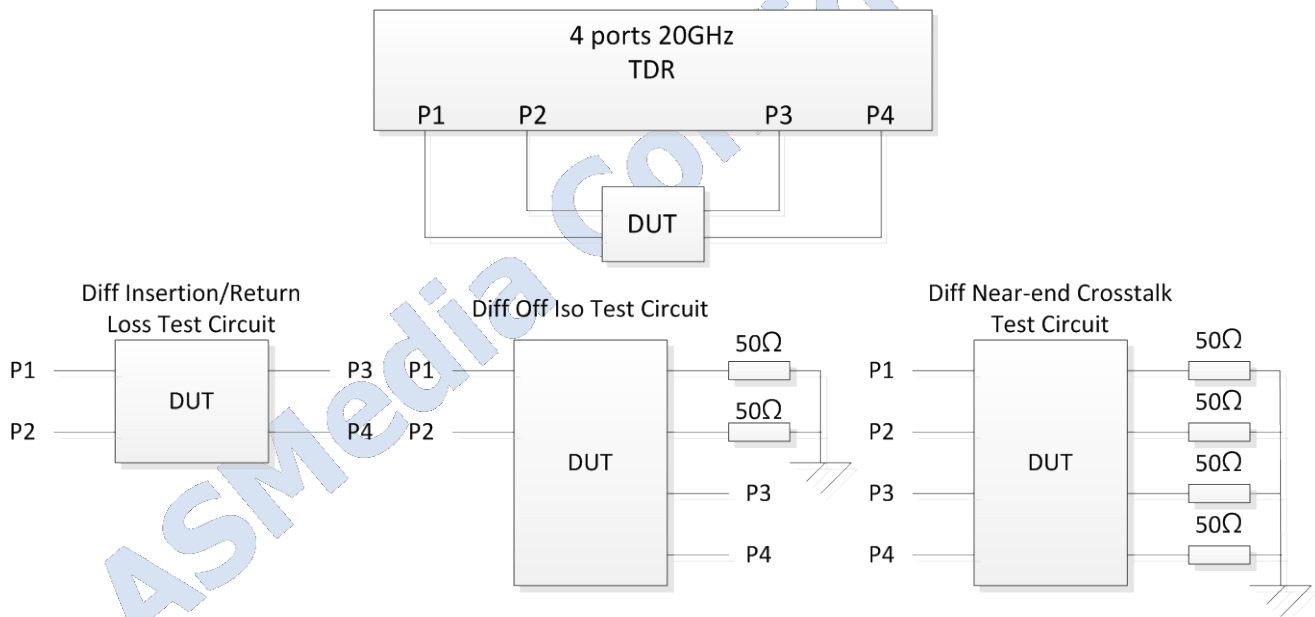 4 ports 20GHz
TDR
P1 P2 P3 P4
DUT
Diff Insertion/Return
Loss Test Circuit
P1 P3
P2 P4
DUT
Diff Off Iso Test Circuit
P1 50Ω
P2 50Ω
DUT
P3
P4
Diff Near-end Crosstalk
Test Circuit
P1 50Ω
P2 50Ω
DUT
P3 50Ω
P4 50Ω
ASMedia